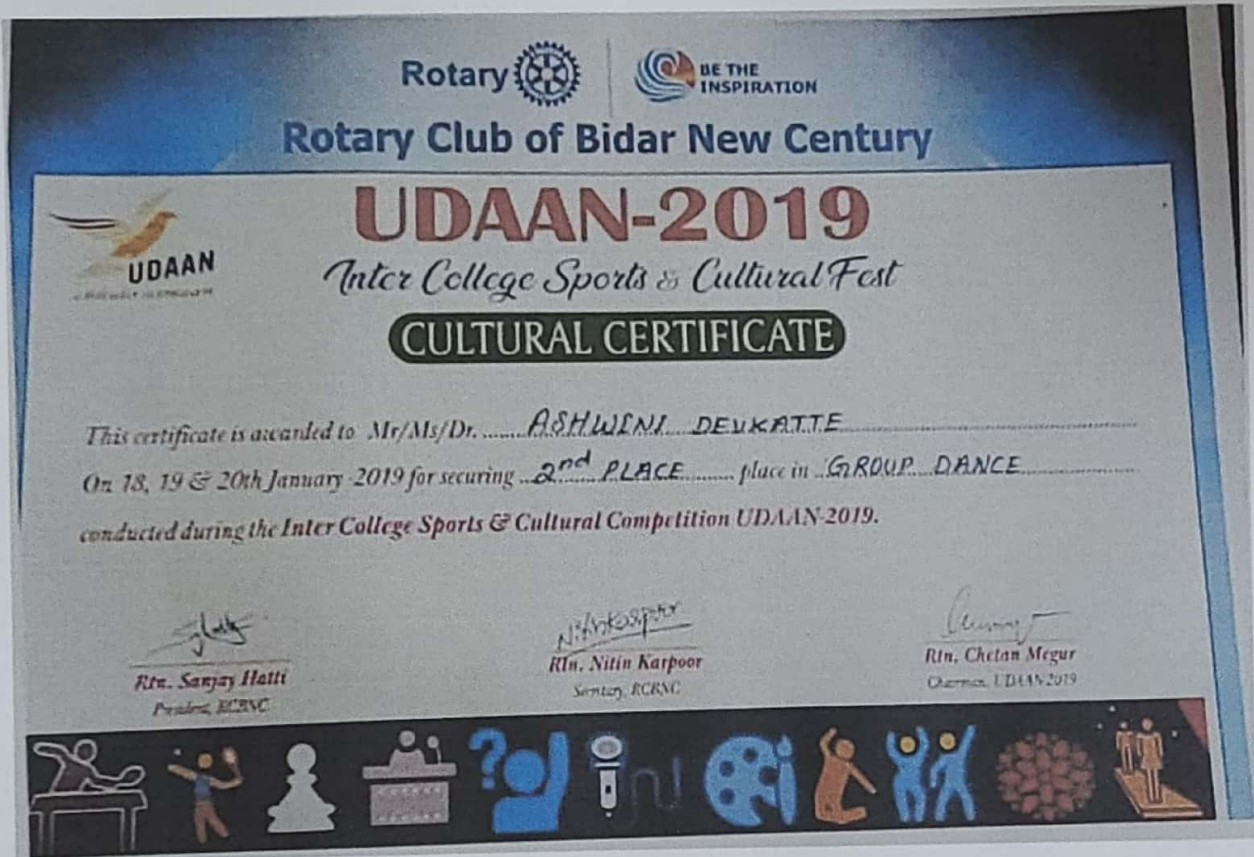 Rotary
BE THE
INSPIRATION
Rotary Club of Bidar New Century
UDAAN-2019
UDAAN
Inter College Sports & Cultural Fest
CULTURAL CERTIFICATE
This certificate is awarded to Mr/Ms/Dr. ASHWINI DEVKATTE
On 18, 19 & 20th January -2019 for securing 2nd PLACE place in GROUP DANCE
conducted during the Inter College Sports & Cultural Competition UDAAN-2019.
Rtn. Sanjay Hatti
President, RCBNC
Rtn. Nitin Karpoor
Secretary, RCBNC
Rtn. Chetan Megur
Chairman, UDAAN 2019
?